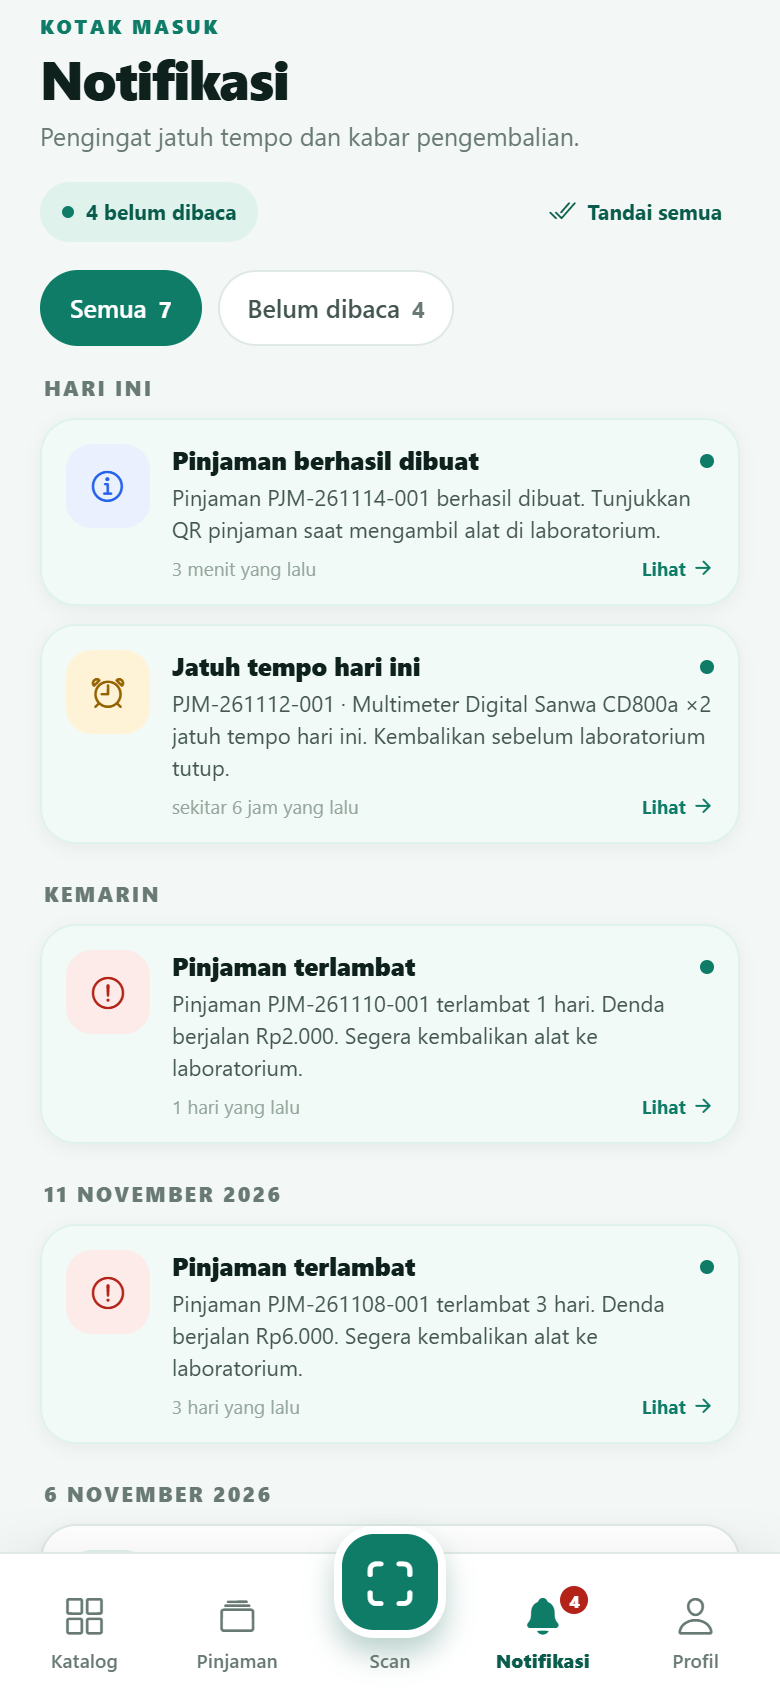 KOTAK MASUK
Notifikasi
Pengingat jatuh tempo dan kabar pengembalian.
4 belum dibaca
Tandai semua
Semua 7
Belum dibaca 4
HARI INI
Pinjaman berhasil dibuat
Pinjaman PJM-261114-001 berhasil dibuat. Tunjukkan
QR pinjaman saat mengambil alat di laboratorium.
3 menit yang lalu
Lihat →
Jatuh tempo hari ini
PJM-261112-001 · Multimeter Digital Sanwa CD800a ×2
jatuh tempo hari ini. Kembalikan sebelum laboratorium
tutup.
sekitar 6 jam yang lalu
Lihat →
KEMARIN
Pinjaman terlambat
Pinjaman PJM-261110-001 terlambat 1 hari. Denda
berjalan Rp2.000. Segera kembalikan alat ke
laboratorium.
1 hari yang lalu
Lihat →
11 NOVEMBER 2026
Pinjaman terlambat
Pinjaman PJM-261108-001 terlambat 3 hari. Denda
berjalan Rp6.000. Segera kembalikan alat ke
laboratorium.
3 hari yang lalu
Lihat →
6 NOVEMBER 2026
4
Katalog
Pinjaman
Scan
Notifikasi
Profil